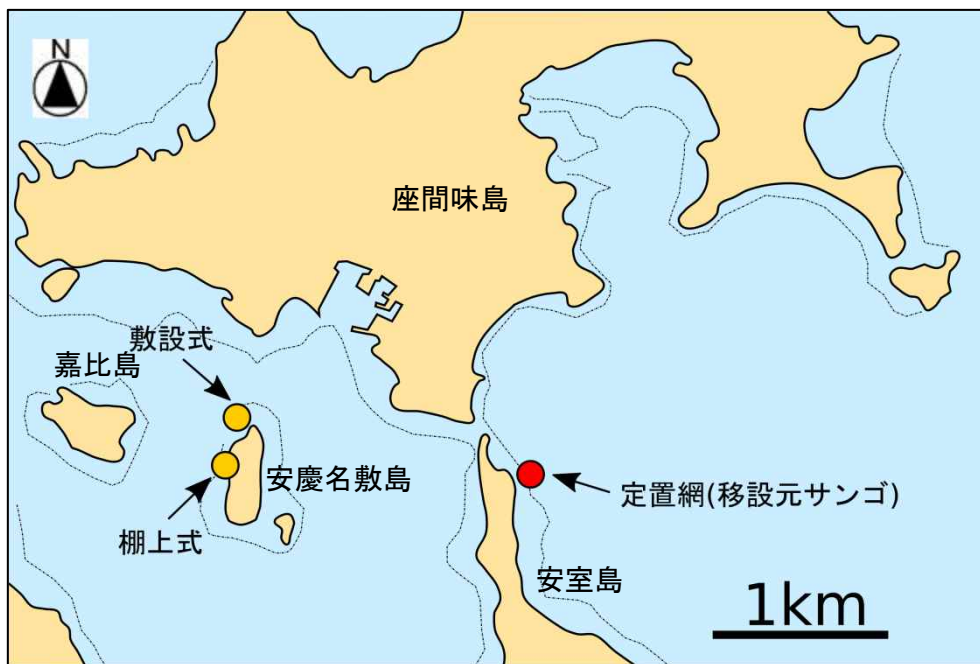 N
座間味島
敷設式
嘉比島
安慶名敷島
定置網(移設元サンゴ)
棚上式
安室島
1km